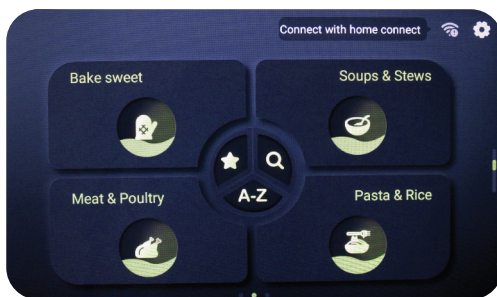 Connect with home connect
Bake sweet
Soups & Stews
A-Z
Meat & Poultry
Pasta & Rice